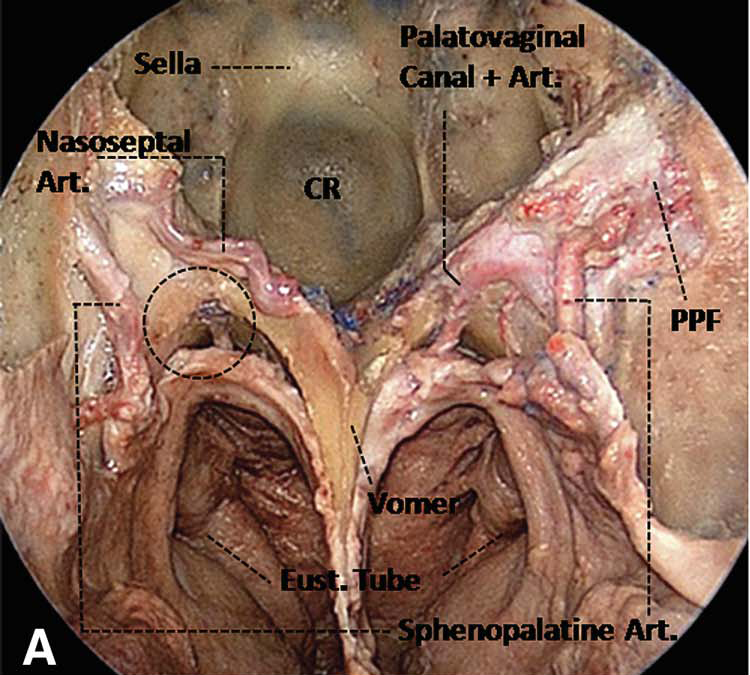 Sella
Palatovaginal
Canal + Art.
Nasoseptal
Art.
CR
PPF
Vomer
Eust. Tube
Sphenopalatine Art.
A